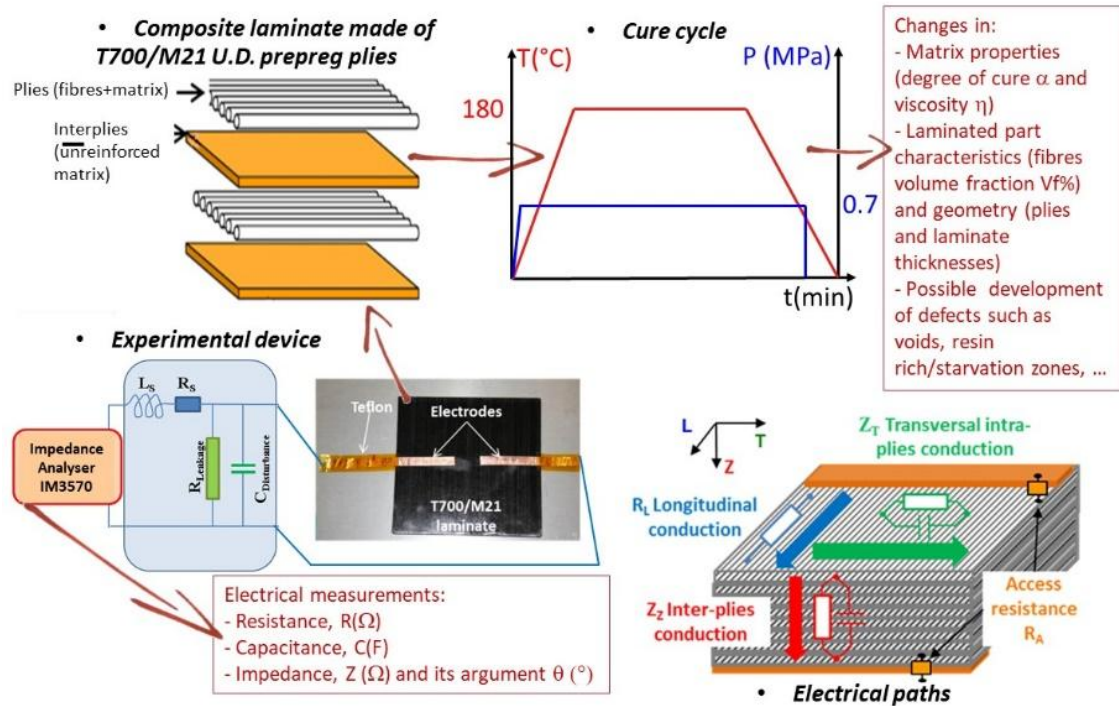 • Composite laminate made of
T700/M21 U.D. prepreg plies
Plies (fibres+matrix)
Interplies
(unreinforced
matrix)
• Cure cycle
T(°C)
P (MPa)
180
0.7
t(min)
Changes in:
- Matrix properties
(degree of cure α and
viscosity η)
- Laminated part
characteristics (fibres
volume fraction Vf%)
and geometry (plies
and laminate
thicknesses)
- Possible development
of defects such as
voids, resin
rich/starvation zones, ...
• Experimental device
LS
RS
Impedance
Analyser
IM3570
RLeakage
CDisturbance
Teflon
Electrodes
T700/M21
laminate
Electrical measurements:
- Resistance, R(Ω)
- Capacitance, C(F)
- Impedance, Z (Ω) and its argument θ (°)
L
T
Z
ZT Transversal intra-
plies conduction
RL Longitudinal
conduction
ZZ Inter-plies
conduction
Access
resistance
RA
• Electrical paths